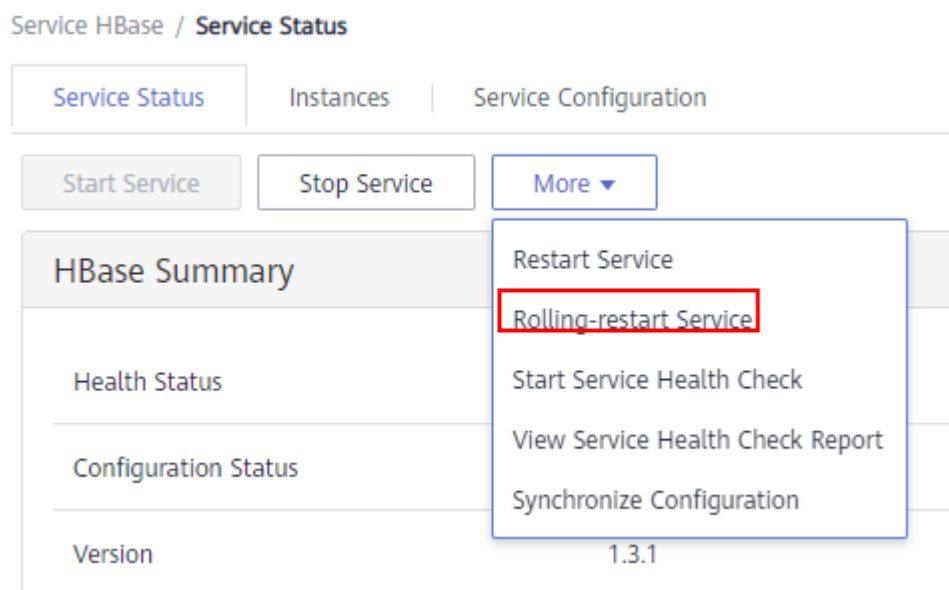 Service HBase / Service Status
Service Status Instances Service Configuration
Start Service Stop Service More
HBase Summary
Restart Service
Rolling-restart Service
Start Service Health Check
View Service Health Check Report
Synchronize Configuration
Health Status
Configuration Status
Version 1.3.1